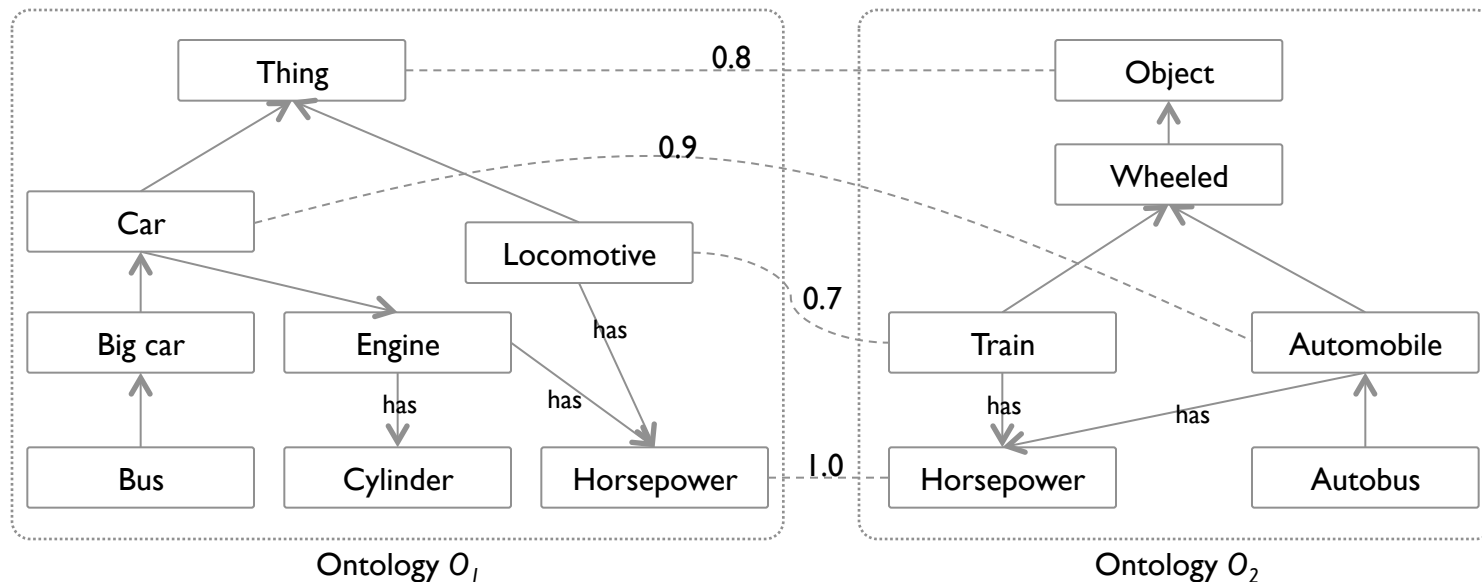 Thing
0.8
Object
0.9
Wheeled
Car
Locomotive
0.7
Big car
Engine
has
Train
Automobile
has
has
has
has
Bus
Cylinder
Horsepower
1.0
Horsepower
Autobus
Ontology O1
Ontology O2